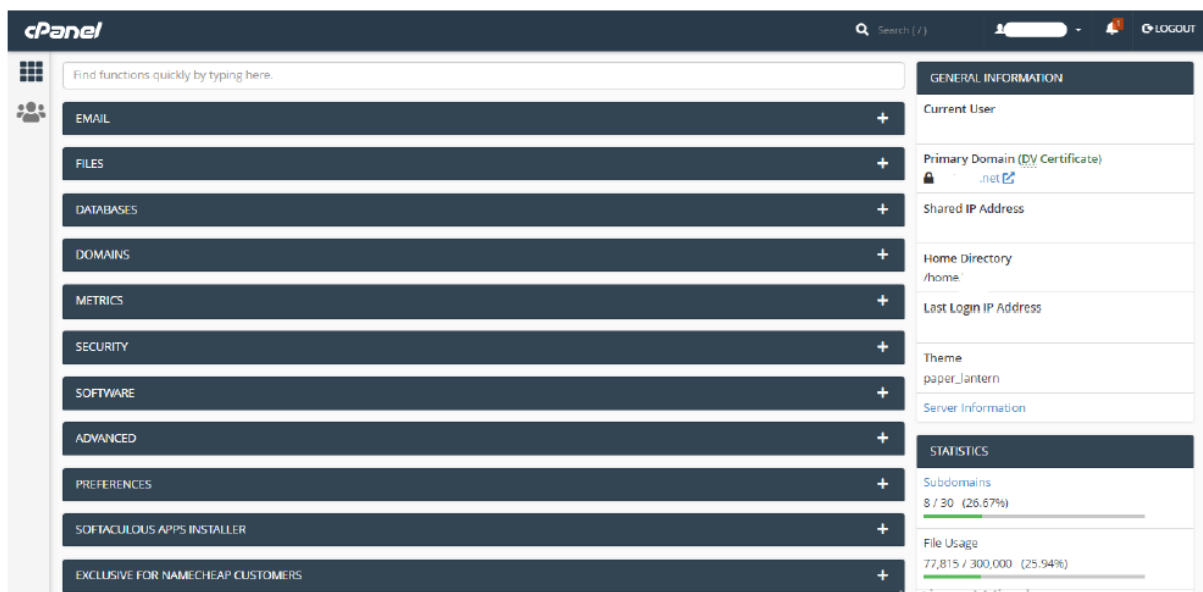 cPanel
Search ( / )
1
LOGOUT
Find functions quickly by typing here.
EMAIL
FILES
DATABASES
DOMAINS
METRICS
SECURITY
SOFTWARE
ADVANCED
PREFERENCES
SOFTACULOUS APPS INSTALLER
EXCLUSIVE FOR NAMECHEAP CUSTOMERS
GENERAL INFORMATION
Current User
Primary Domain (DV Certificate)
.net
Shared IP Address
Home Directory
/home
Last Login IP Address
Theme
paper_lantern
Server Information
STATISTICS
Subdomains
8 / 30 (26.67%)
File Usage
77,815 / 300,000 (25.94%)